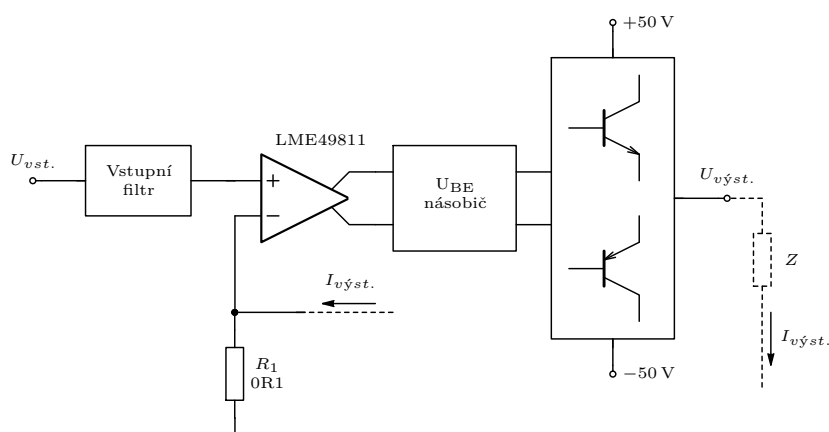 +50 V
LME49811
U_vst.
Vstupní
filtr
+
−
U_BE
násobič
U_výst.
Z
I_výst.
I_výst.
R_1
0R1
−50 V